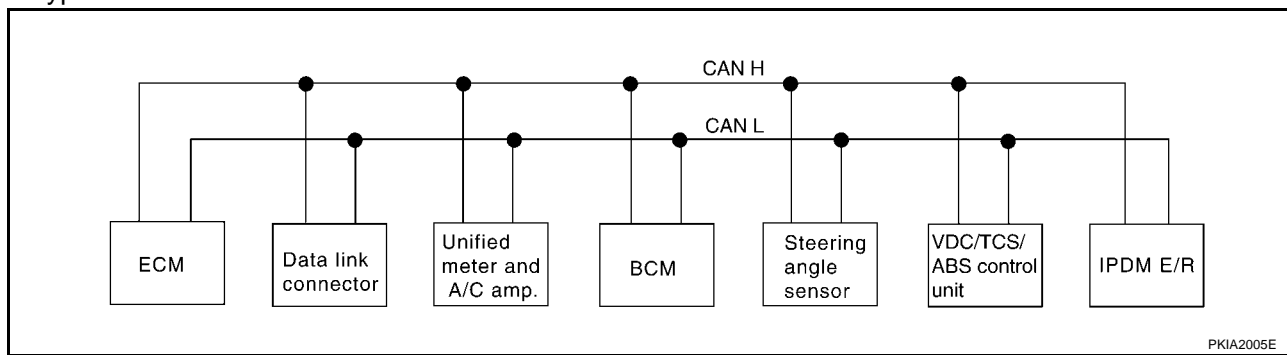 CAN H
CAN L
ECM
Data link
connector
Unified
meter and
A/C amp.
BCM
Steering
angle
sensor
VDC/TCS/
ABS control
unit
IPDM E/R
PKIA2005E